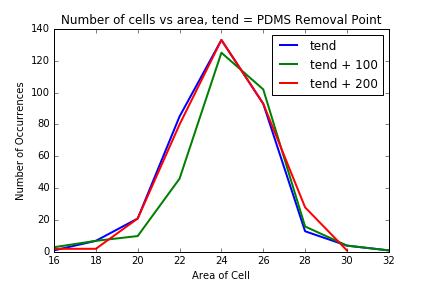 Number of cells vs area, tend = PDMS Removal Point
140
120
100
80
60
40
20
0
Number of Occurrences
tend
tend + 100
tend + 200
16 18 20 22 24 26 28 30 32
Area of Cell